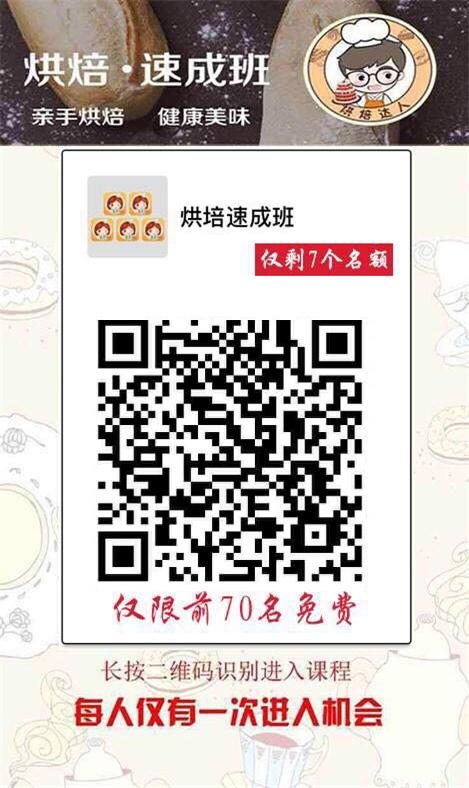 烘焙·速成班
亲手烘焙 健康美味
烘焙达人
烘培速成班
仅剩7个名额
仅限前70名免费
长按二维码识别进入课程
每人仅有一次进入机会